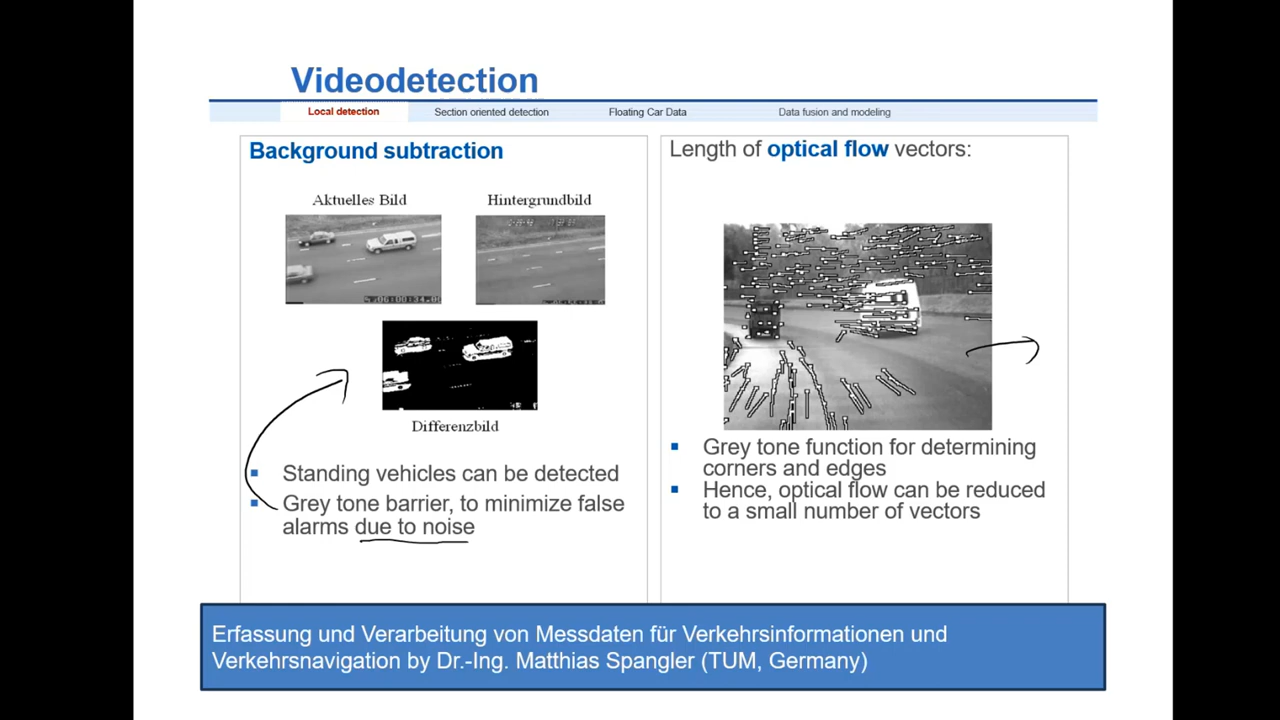 Videodetection
Local detection
Section oriented detection
Floating Car Data
Data fusion and modeling
Background subtraction
Aktuelles Bild
Hintergrundbild
Differenzbild
Standing vehicles can be detected
Grey tone barrier, to minimize false
alarms due to noise
Length of optical flow vectors:
Grey tone function for determining
corners and edges
Hence, optical flow can be reduced
to a small number of vectors
Erfassung und Verarbeitung von Messdaten für Verkehrsinformationen und
Verkehrsnavigation by Dr.-Ing. Matthias Spangler (TUM, Germany)